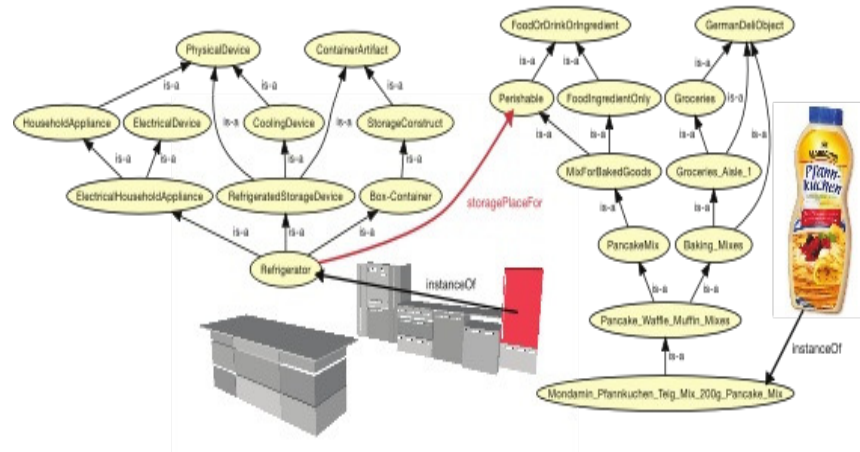 FoodOrDrinkOrIngredient
GermanDeliObject
PhysicalDevice
ContainerArtifact
is-a
is-a
is-a
is-a
is-a
is-a
is-a
is-a
Perishable
FoodIngredientOnly
Groceries
is-a
is-a
HouseholdAppliance
ElectricalDevice
CoolingDevice
is-a
StorageConstruct
is-a
is-a
is-a
is-a
is-a
is-a
is-a
MixForBakedGoods
Groceries_Aisle_1
Pfann-
kuchen
ElectricalHouseholdAppliance
RefrigeratedStorageDevice
Box-Container
storagePlaceFor
is-a
is-a
is-a
is-a
is-a
PancakeMix
Baking_Mixes
Refrigerator
instanceOf
is-a
is-a
Pancake_Waffle_Muffin_Mixes
instanceOf
is-a
Mondamin_Pfannkuchen_Teig_Mix_200g_Pancake_Mix